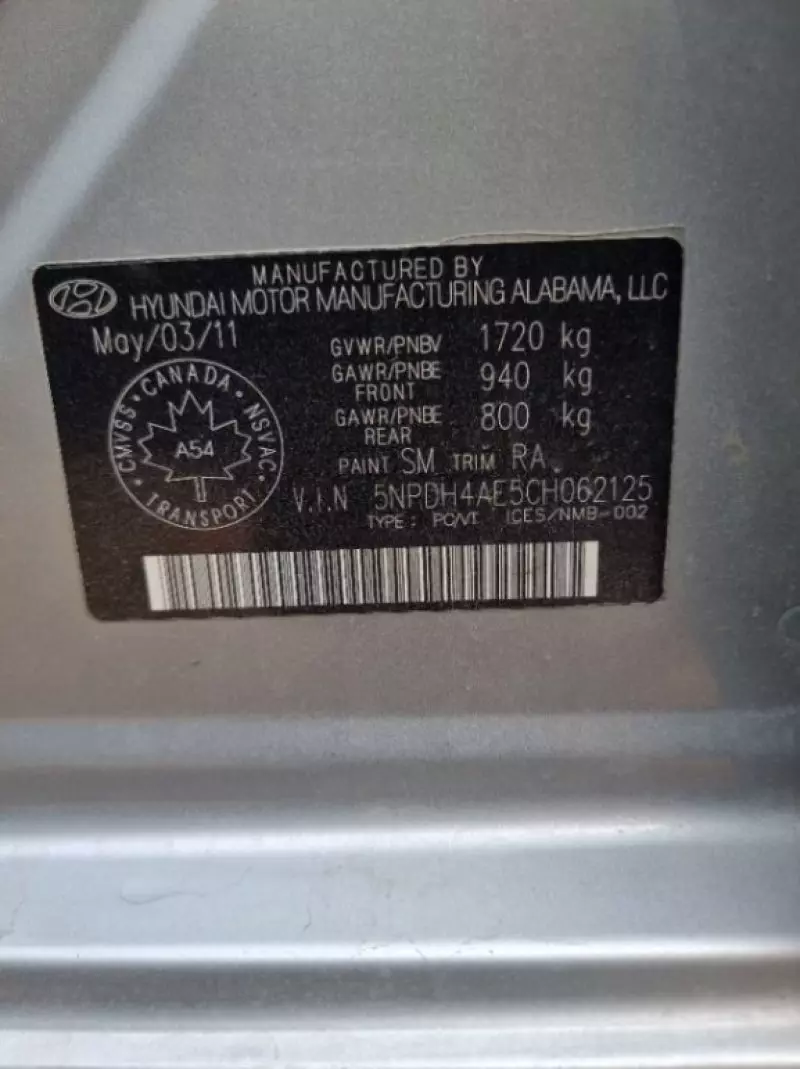 MANUFACTURED BY
HYUNDAI MOTOR MANUFACTURING ALABAMA, LLC
May/03/11
GVWR/PNBV 1720 kg
GAWR/PNBE FRONT 940 kg
GAWR/PNBE REAR 800 kg
PAINT SM TRIM RA
CMVSS · CANADA · NSVAC · TRANSPORT
A54
V.I.N 5NPDH4AE5CH062125
TYPE : PC/VT ICES/NMB-002